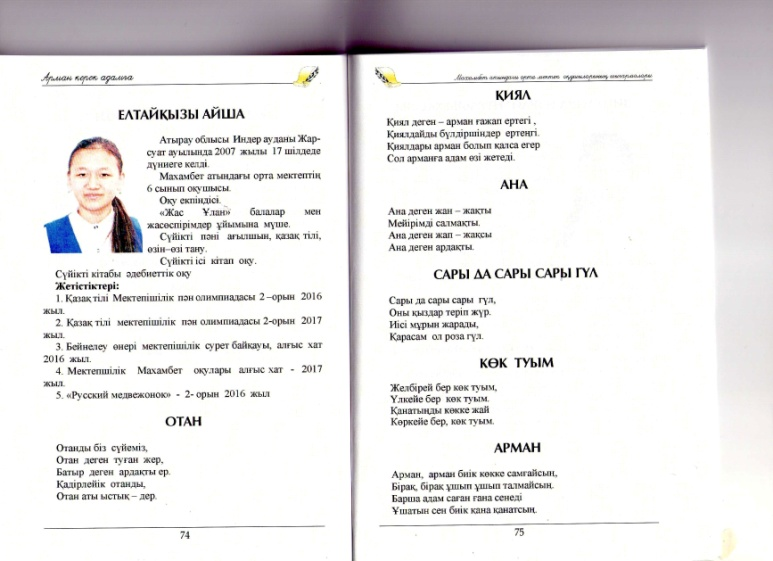 Арман керек адамға
ЕЛТАЙҚЫЗЫ АЙША
Атырау облысы Индер ауданы Жар-
суат ауылында 2007 жылы 17 шілдеде
дүниеге келді.
Махамбет атындағы орта мектептің
6 сынып оқушысы.
Оқу екпіндісі.
«Жас Ұлан» балалар мен
жасөспірімдер ұйымына мүше.
Сүйікті пәні ағылшын, қазақ тілі,
өзін-өзі тану.
Сүйікті ісі кітап оқу.
Сүйікті кітабы әдебиеттік оқу
Жетістіктері:
1. Қазақ тілі Мектепішілік пән олимпиадасы 2 –орын 2016
жыл.
2. Қазақ тілі мектепішілік пән олимпиадасы 2-орын 2017
жыл.
3. Бейнелеу өнері мектепішілік сурет байқауы, алғыс хат
2016 жыл.
4. Мектепшілік Махамбет оқулары алғыс хат - 2017
жыл.
5. «Русский медвежонок» - 2- орын 2016 жыл
ОТАН
Отанды біз сүйеміз,
Отан деген туған жер,
Батыр деген ардақты ер.
Қадірлейік отанды,
Отан аты ыстық – дер.
74
Махамбет атындағы орта мектеп оқушыларының
ҚИЯЛ
Қиял деген – арман ғажап ертегі ,
Қиялдайды бүлдіршіндер ертеңгі.
Қиялдары арман болып қалса егер
Сол арманға адам өзі жетеді.
АНА
Ана деген жан – жақты
Мейірімді салмақты.
Ана деген жап – жақсы
Ана деген ардақты.
САРЫ ДА САРЫ САРЫ ГҮЛ
Сары да сары сары гүл,
Оны қыздар теріп жүр.
Иісі мұрын жарады,
Қарасам ол роза гүл.
КӨК ТУЫМ
Желбірей бер көк туым,
Үлкейе бер көк туым.
Қанатыңды көкке жай
Көркейе бер, көк туым.
АРМАН
Арман, арман биік көкке самғайсың,
Бірақ, бірақ ұшып ұшып талмайсың.
Барша адам саған ғана сенеді
Ұшатын сен биік қана қанатсың.
75